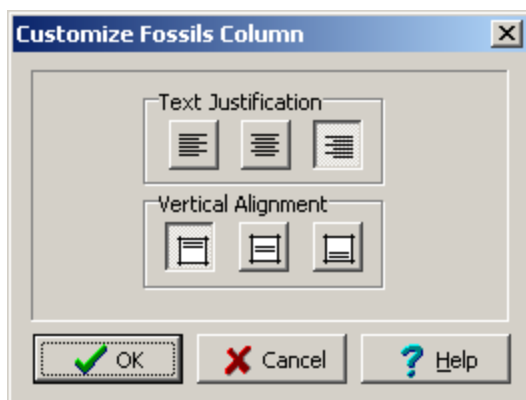 Customize Fossils Column
Text Justification
Vertical Alignment
OK
Cancel
Help